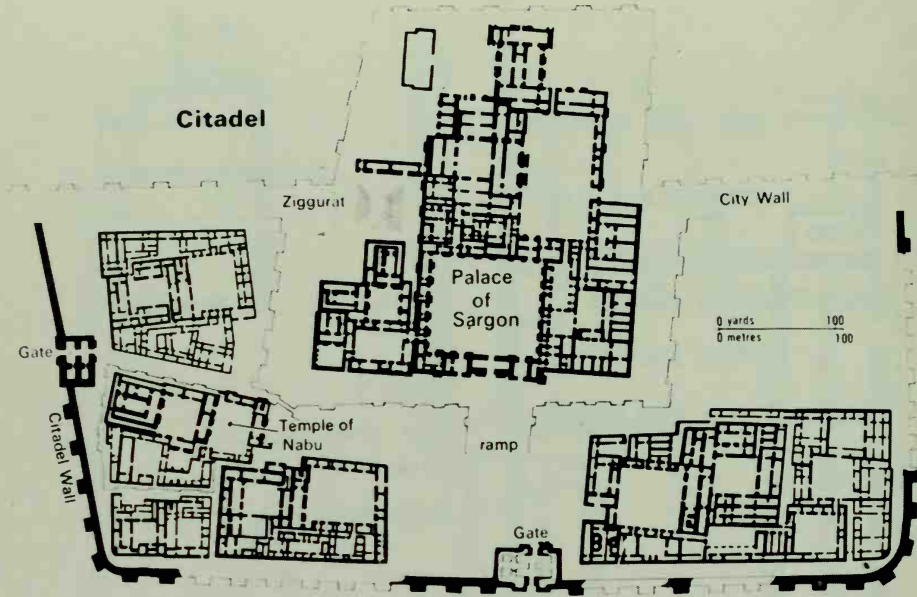 Citadel
Ziggurat
City Wall
Palace
of
Sargon
0 yards 100
0 metres 100
Gate
Citadel Wall
Temple of
Nabu
ramp
Gate